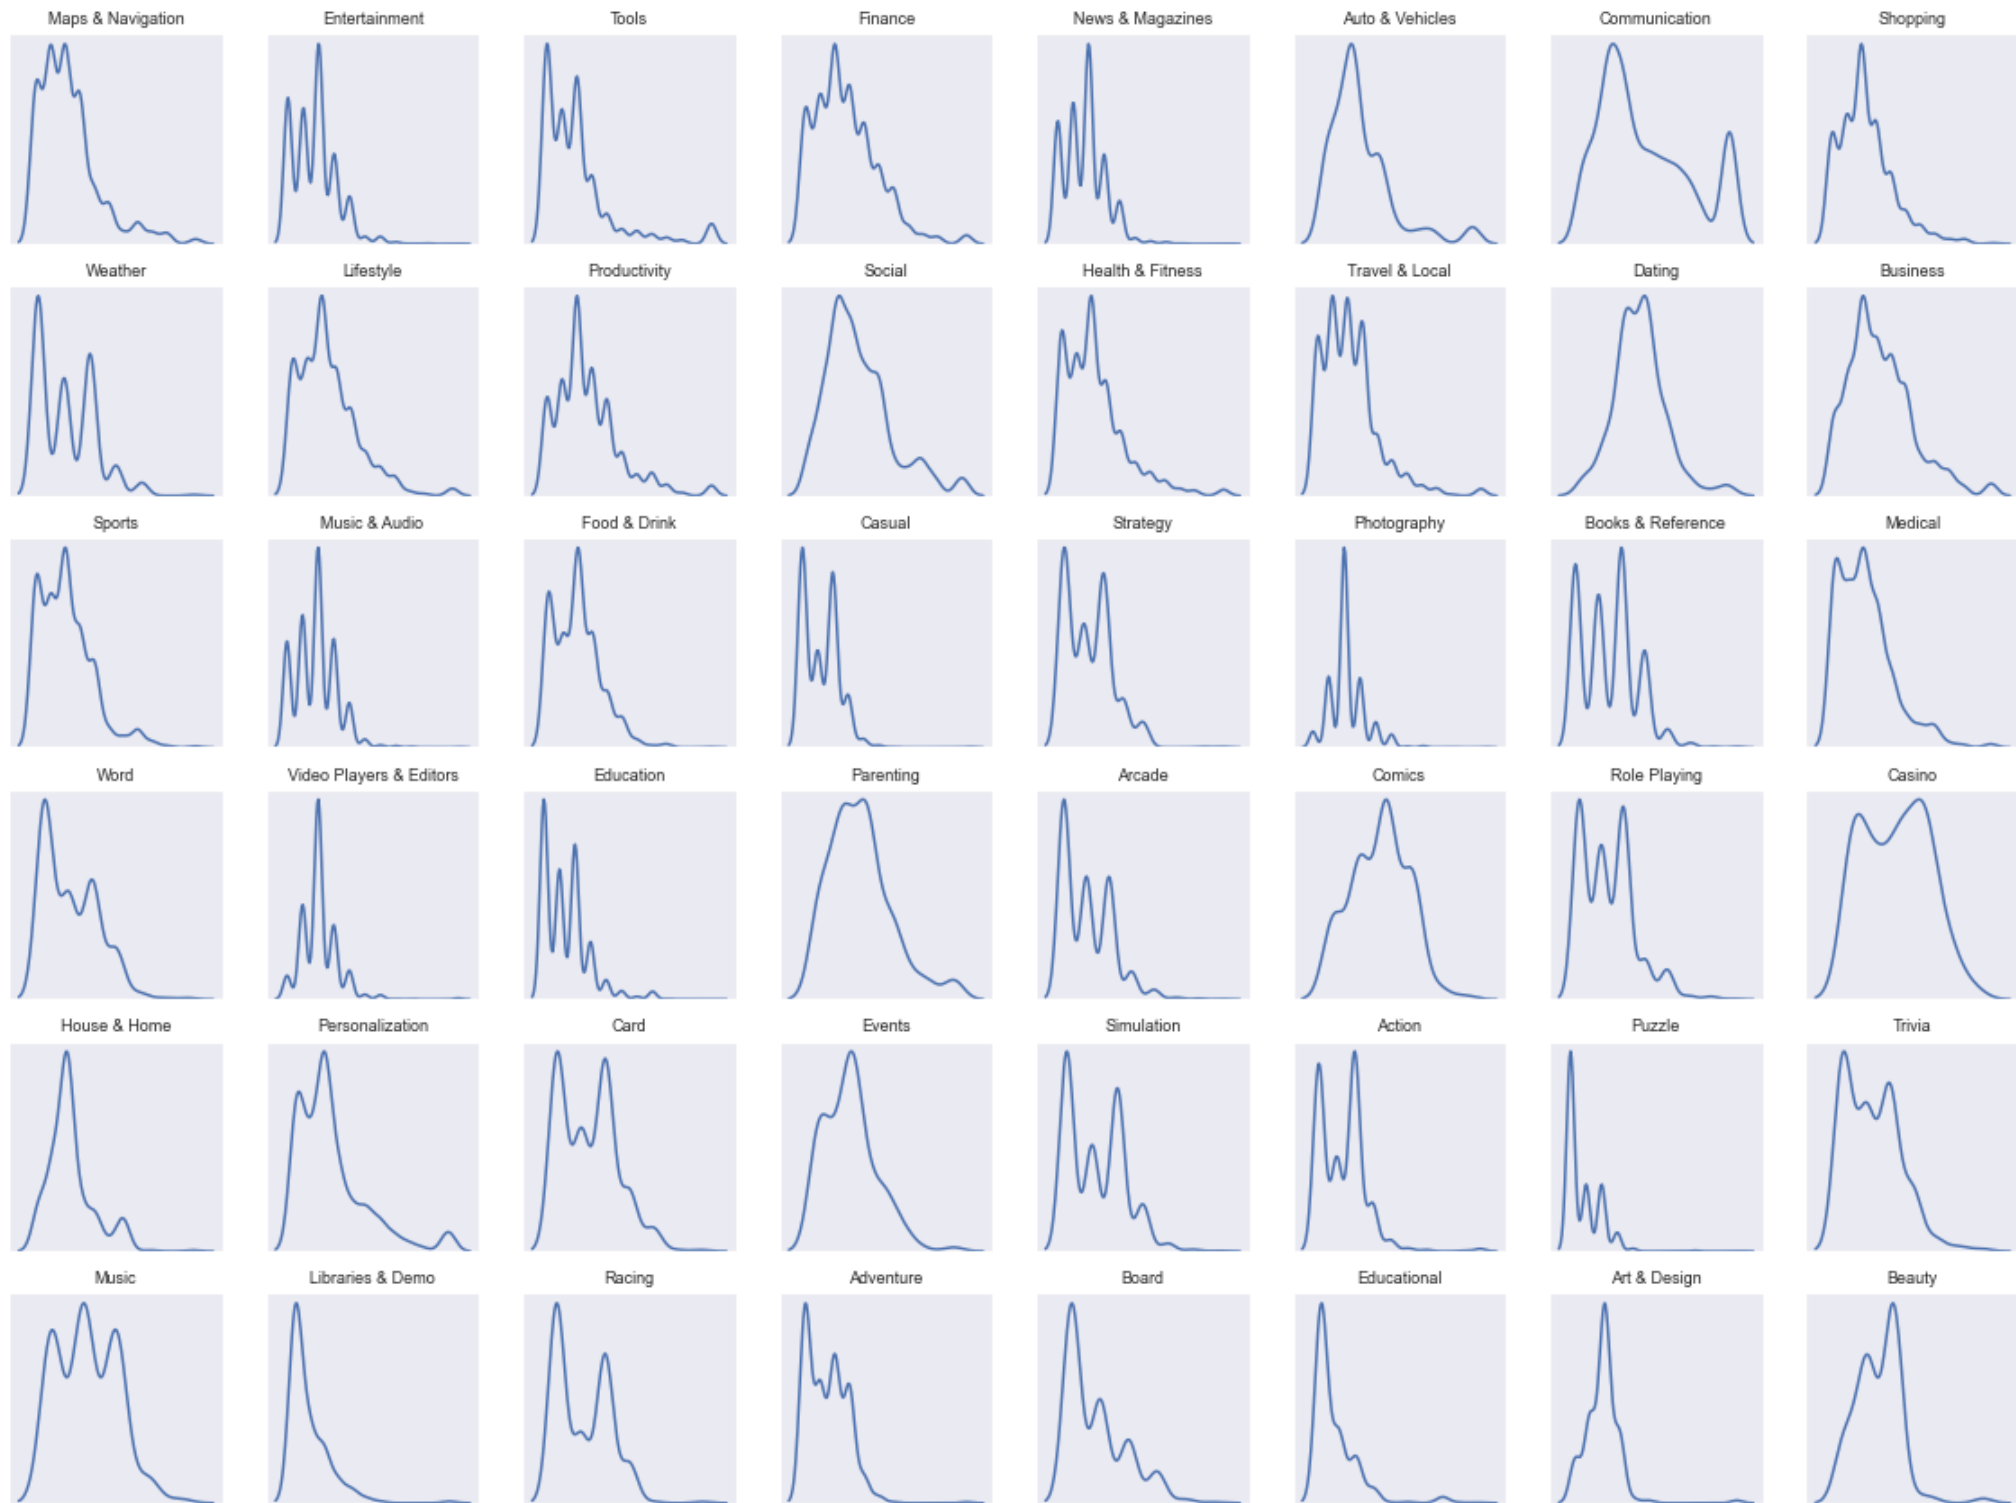 Maps & Navigation Entertainment Tools Finance News & Magazines Auto & Vehicles Communication Shopping
Weather Lifestyle Productivity Social Health & Fitness Travel & Local Dating Business
Sports Music & Audio Food & Drink Casual Strategy Photography Books & Reference Medical
Word Video Players & Editors Education Parenting Arcade Comics Role Playing Casino
House & Home Personalization Card Events Simulation Action Puzzle Trivia
Music Libraries & Demo Racing Adventure Board Educational Art & Design Beauty